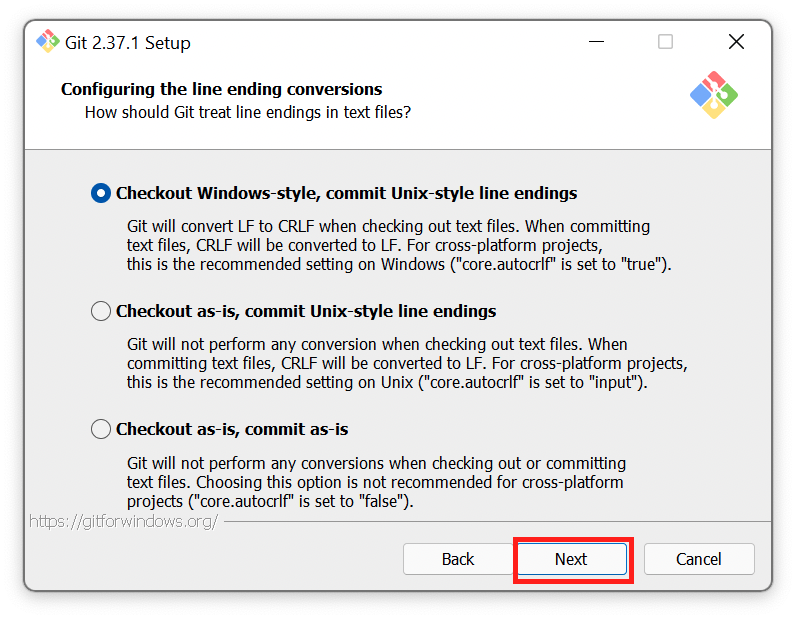 Git 2.37.1 Setup
Configuring the line ending conversions
How should Git treat line endings in text files?
Checkout Windows-style, commit Unix-style line endings
Git will convert LF to CRLF when checking out text files. When committing
text files, CRLF will be converted to LF. For cross-platform projects,
this is the recommended setting on Windows ("core.autocrlf" is set to "true").
Checkout as-is, commit Unix-style line endings
Git will not perform any conversion when checking out text files. When
committing text files, CRLF will be converted to LF. For cross-platform projects,
this is the recommended setting on Unix ("core.autocrlf" is set to "input").
Checkout as-is, commit as-is
Git will not perform any conversions when checking out or committing
text files. Choosing this option is not recommended for cross-platform
projects ("core.autocrlf" is set to "false").
https://gitforwindows.org/
Back Next Cancel